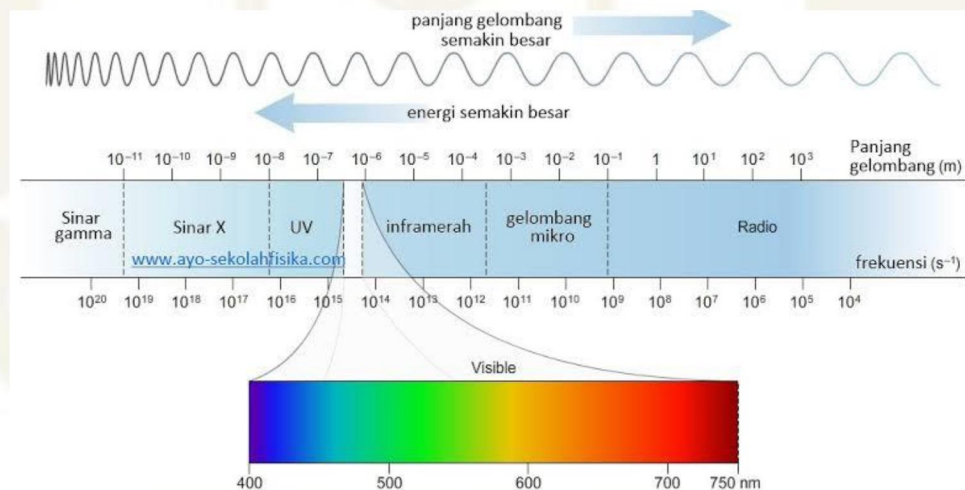 panjang gelombang
semakin besar
energi semakin besar
10⁻¹¹ 10⁻¹⁰ 10⁻⁹ 10⁻⁸ 10⁻⁷ 10⁻⁶ 10⁻⁵ 10⁻⁴ 10⁻³ 10⁻² 10⁻¹ 1 10¹ 10² 10³
Panjang
gelombang (m)
Sinar
gamma
Sinar X
UV
inframerah
gelombang
mikro
Radio
www.ayo-sekolahfisika.com
frekuensi (s⁻¹)
10²⁰ 10¹⁹ 10¹⁸ 10¹⁷ 10¹⁶ 10¹⁵ 10¹⁴ 10¹³ 10¹² 10¹¹ 10¹⁰ 10⁹ 10⁸ 10⁷ 10⁶ 10⁵ 10⁴
Visible
400 500 600 700 750 nm